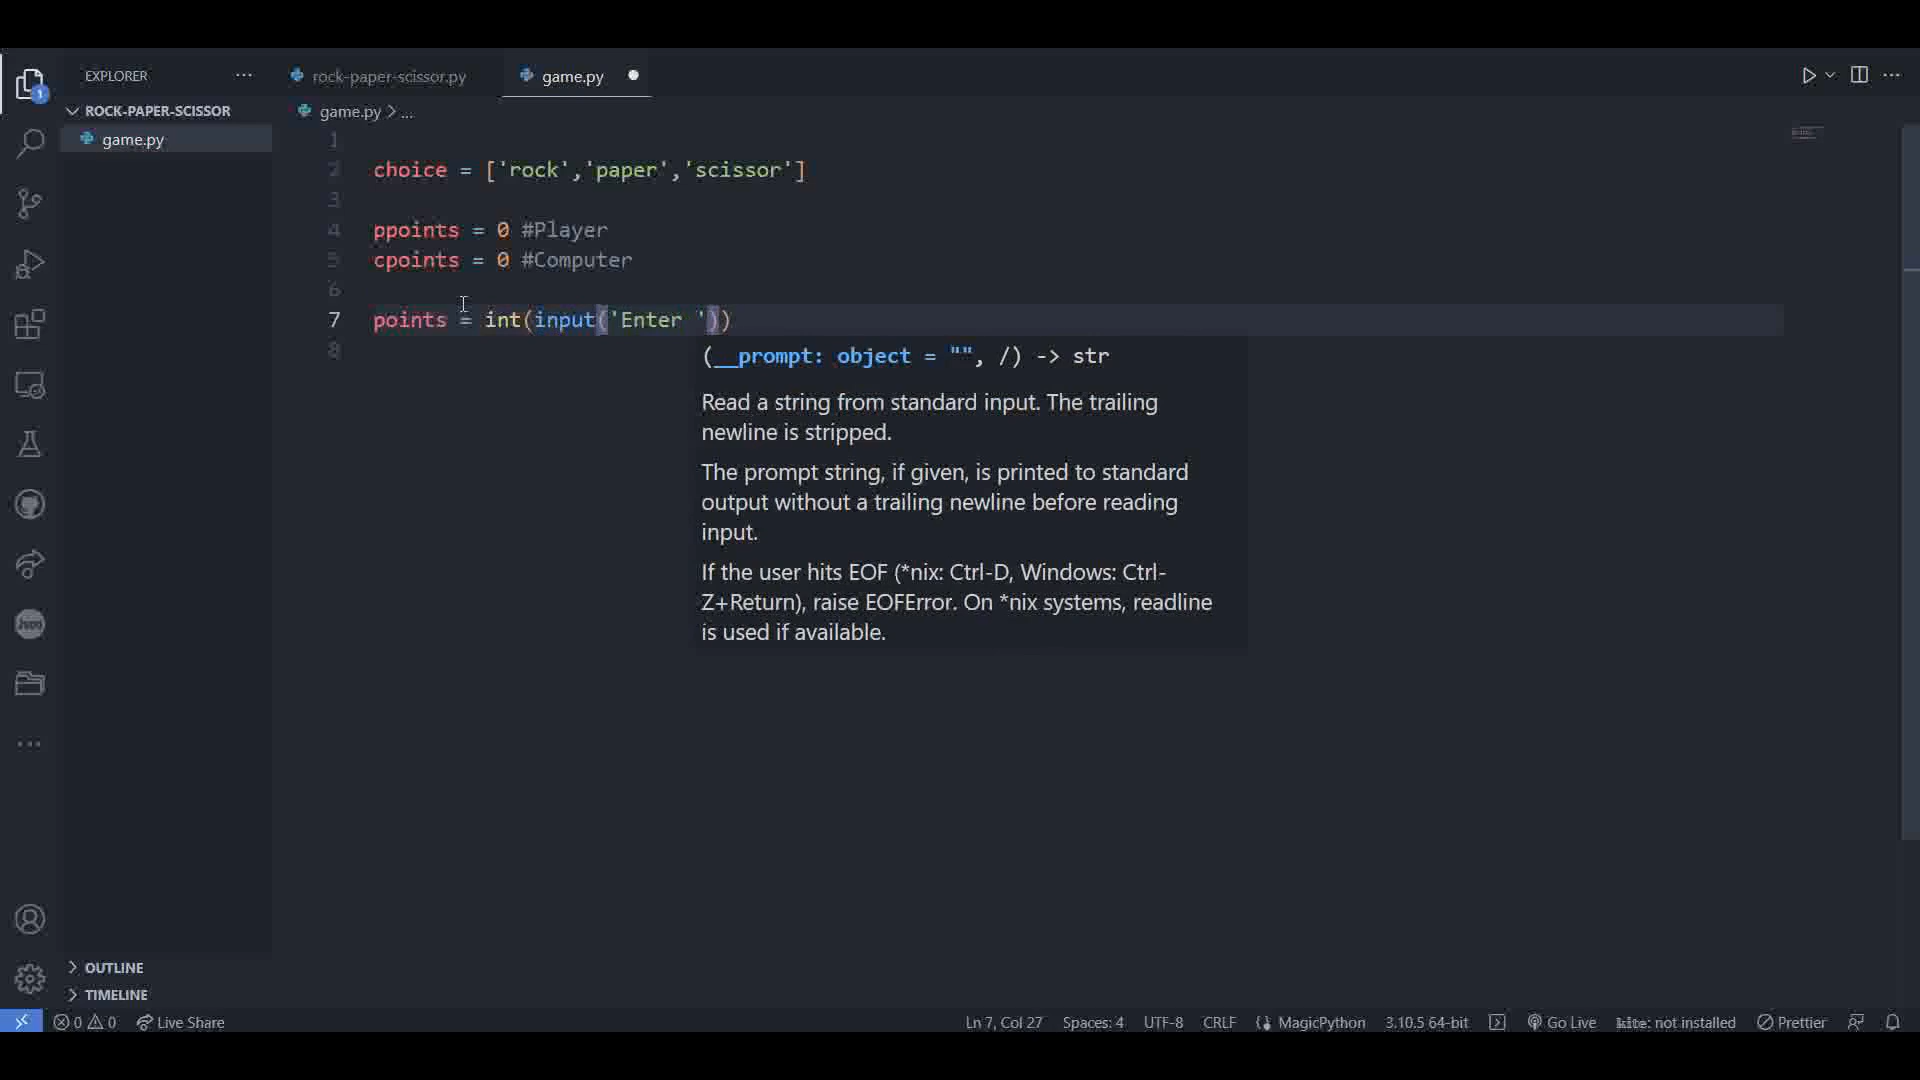 EXPLORER
rock-paper-scissor.py
game.py
ROCK-PAPER-SCISSOR
game.py > ...
game.py
1
2 choice = ['rock','paper','scissor']
3
4 ppoints = 0 #Player
5 cpoints = 0 #Computer
6
7 points = int(input('Enter '))
8
(__prompt: object = "", /) -> str
Read a string from standard input. The trailing
newline is stripped.
The prompt string, if given, is printed to standard
output without a trailing newline before reading
input.
If the user hits EOF (*nix: Ctrl-D, Windows: Ctrl-
Z+Return), raise EOFError. On *nix systems, readline
is used if available.
1
JSON
OUTLINE
TIMELINE
0 0 Live Share Ln 7, Col 27 Spaces: 4 UTF-8 CRLF MagicPython 3.10.5 64-bit Go Live kite: not installed Prettier